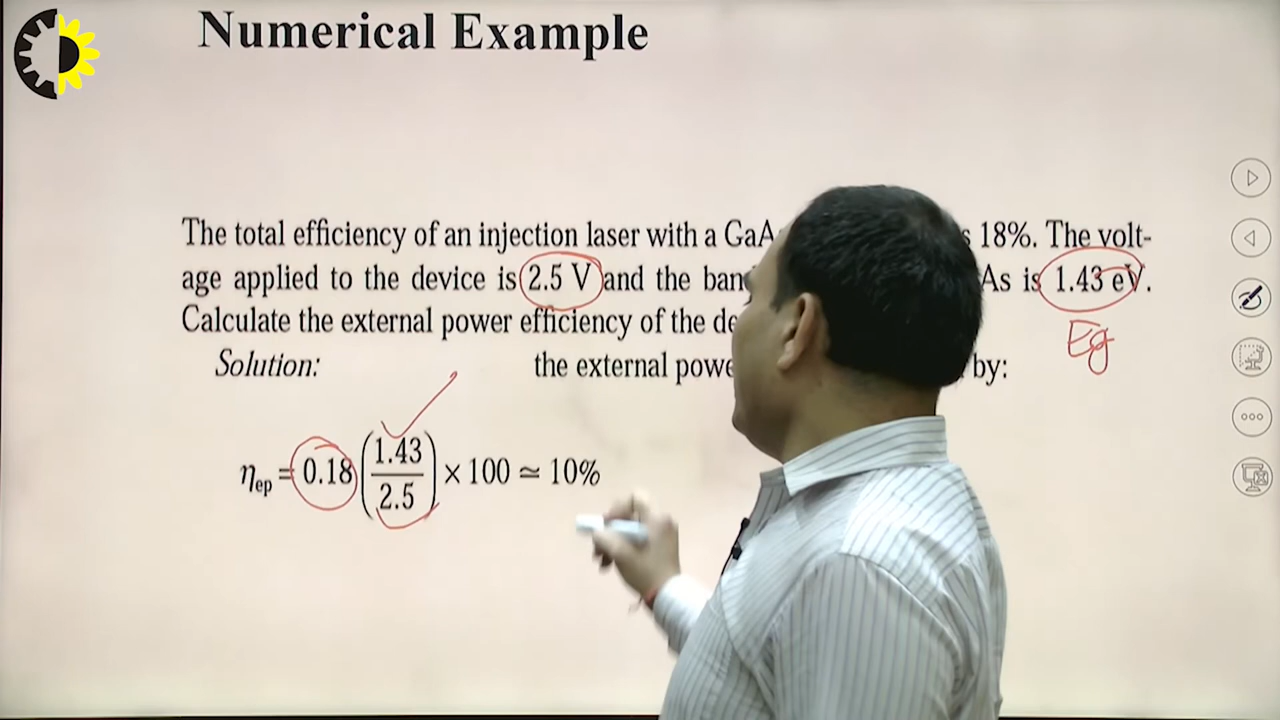 Numerical Example
The total efficiency of an injection laser with a GaA 18%. The volt-
age applied to the device is 2.5 V and the band As is 1.43 eV.
Calculate the external power efficiency of the de
Eg
Solution: the external powe by:
ηep = 0.18 (1.43/2.5) × 100 ≃ 10%